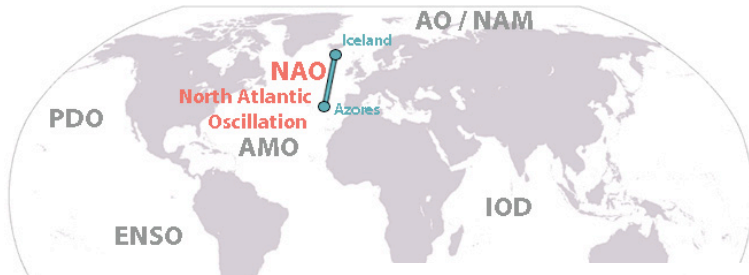 AO / NAM
Iceland
NAO
North Atlantic
Oscillation
Azores
PDO
AMO
IOD
ENSO